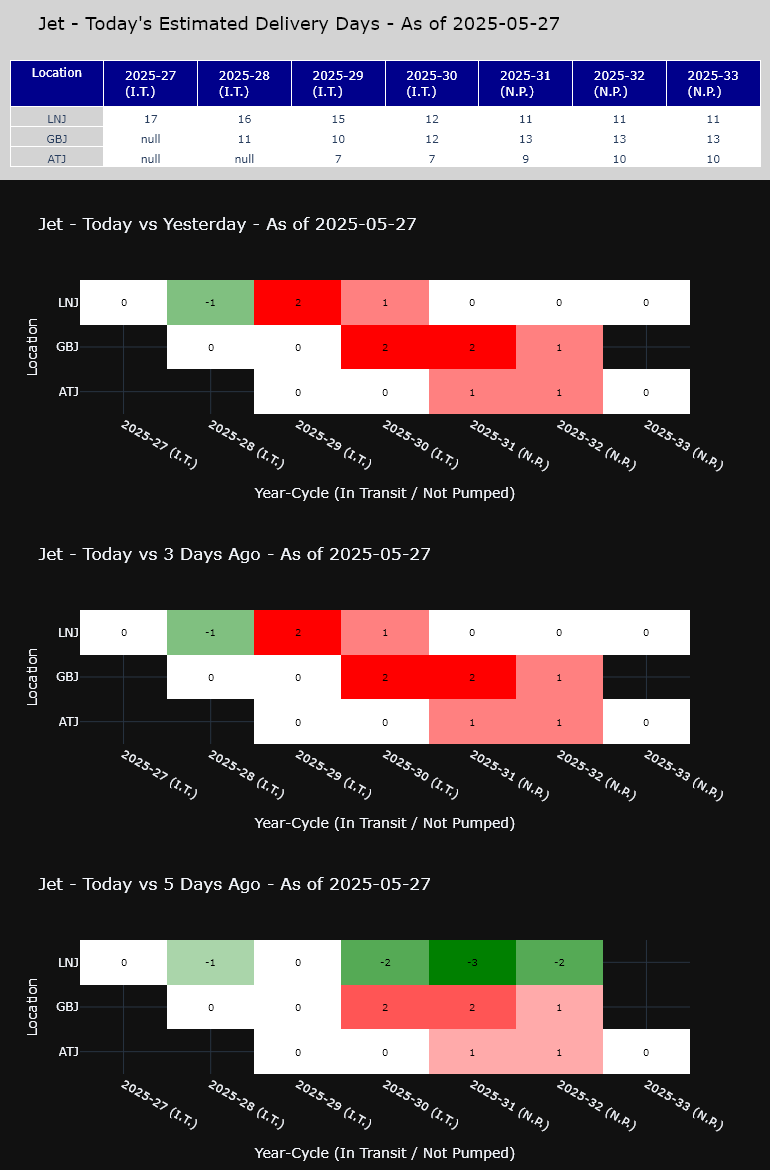 Jet - Today's Estimated Delivery Days - As of 2025-05-27
Location 2025-27 (I.T.) 2025-28 (I.T.) 2025-29 (I.T.) 2025-30 (I.T.) 2025-31 (N.P.) 2025-32 (N.P.) 2025-33 (N.P.)
LNJ 17 16 15 12 11 11 11
GBJ null 11 10 12 13 13 13
ATJ null null 7 7 9 10 10
Jet - Today vs Yesterday - As of 2025-05-27
Location
LNJ 0 -1 2 1 0 0 0
GBJ 0 0 2 2 1
ATJ 0 0 1 1 0
2025-27 (I.T.) 2025-28 (I.T.) 2025-29 (I.T.) 2025-30 (I.T.) 2025-31 (N.P.) 2025-32 (N.P.) 2025-33 (N.P.)
Year-Cycle (In Transit / Not Pumped)
Jet - Today vs 3 Days Ago - As of 2025-05-27
Location
LNJ 0 -1 2 1 0 0 0
GBJ 0 0 2 2 1
ATJ 0 0 1 1 0
2025-27 (I.T.) 2025-28 (I.T.) 2025-29 (I.T.) 2025-30 (I.T.) 2025-31 (N.P.) 2025-32 (N.P.) 2025-33 (N.P.)
Year-Cycle (In Transit / Not Pumped)
Jet - Today vs 5 Days Ago - As of 2025-05-27
Location
LNJ 0 -1 0 -2 -3 -2
GBJ 0 0 2 2 1
ATJ 0 0 1 1 0
2025-27 (I.T.) 2025-28 (I.T.) 2025-29 (I.T.) 2025-30 (I.T.) 2025-31 (N.P.) 2025-32 (N.P.) 2025-33 (N.P.)
Year-Cycle (In Transit / Not Pumped)